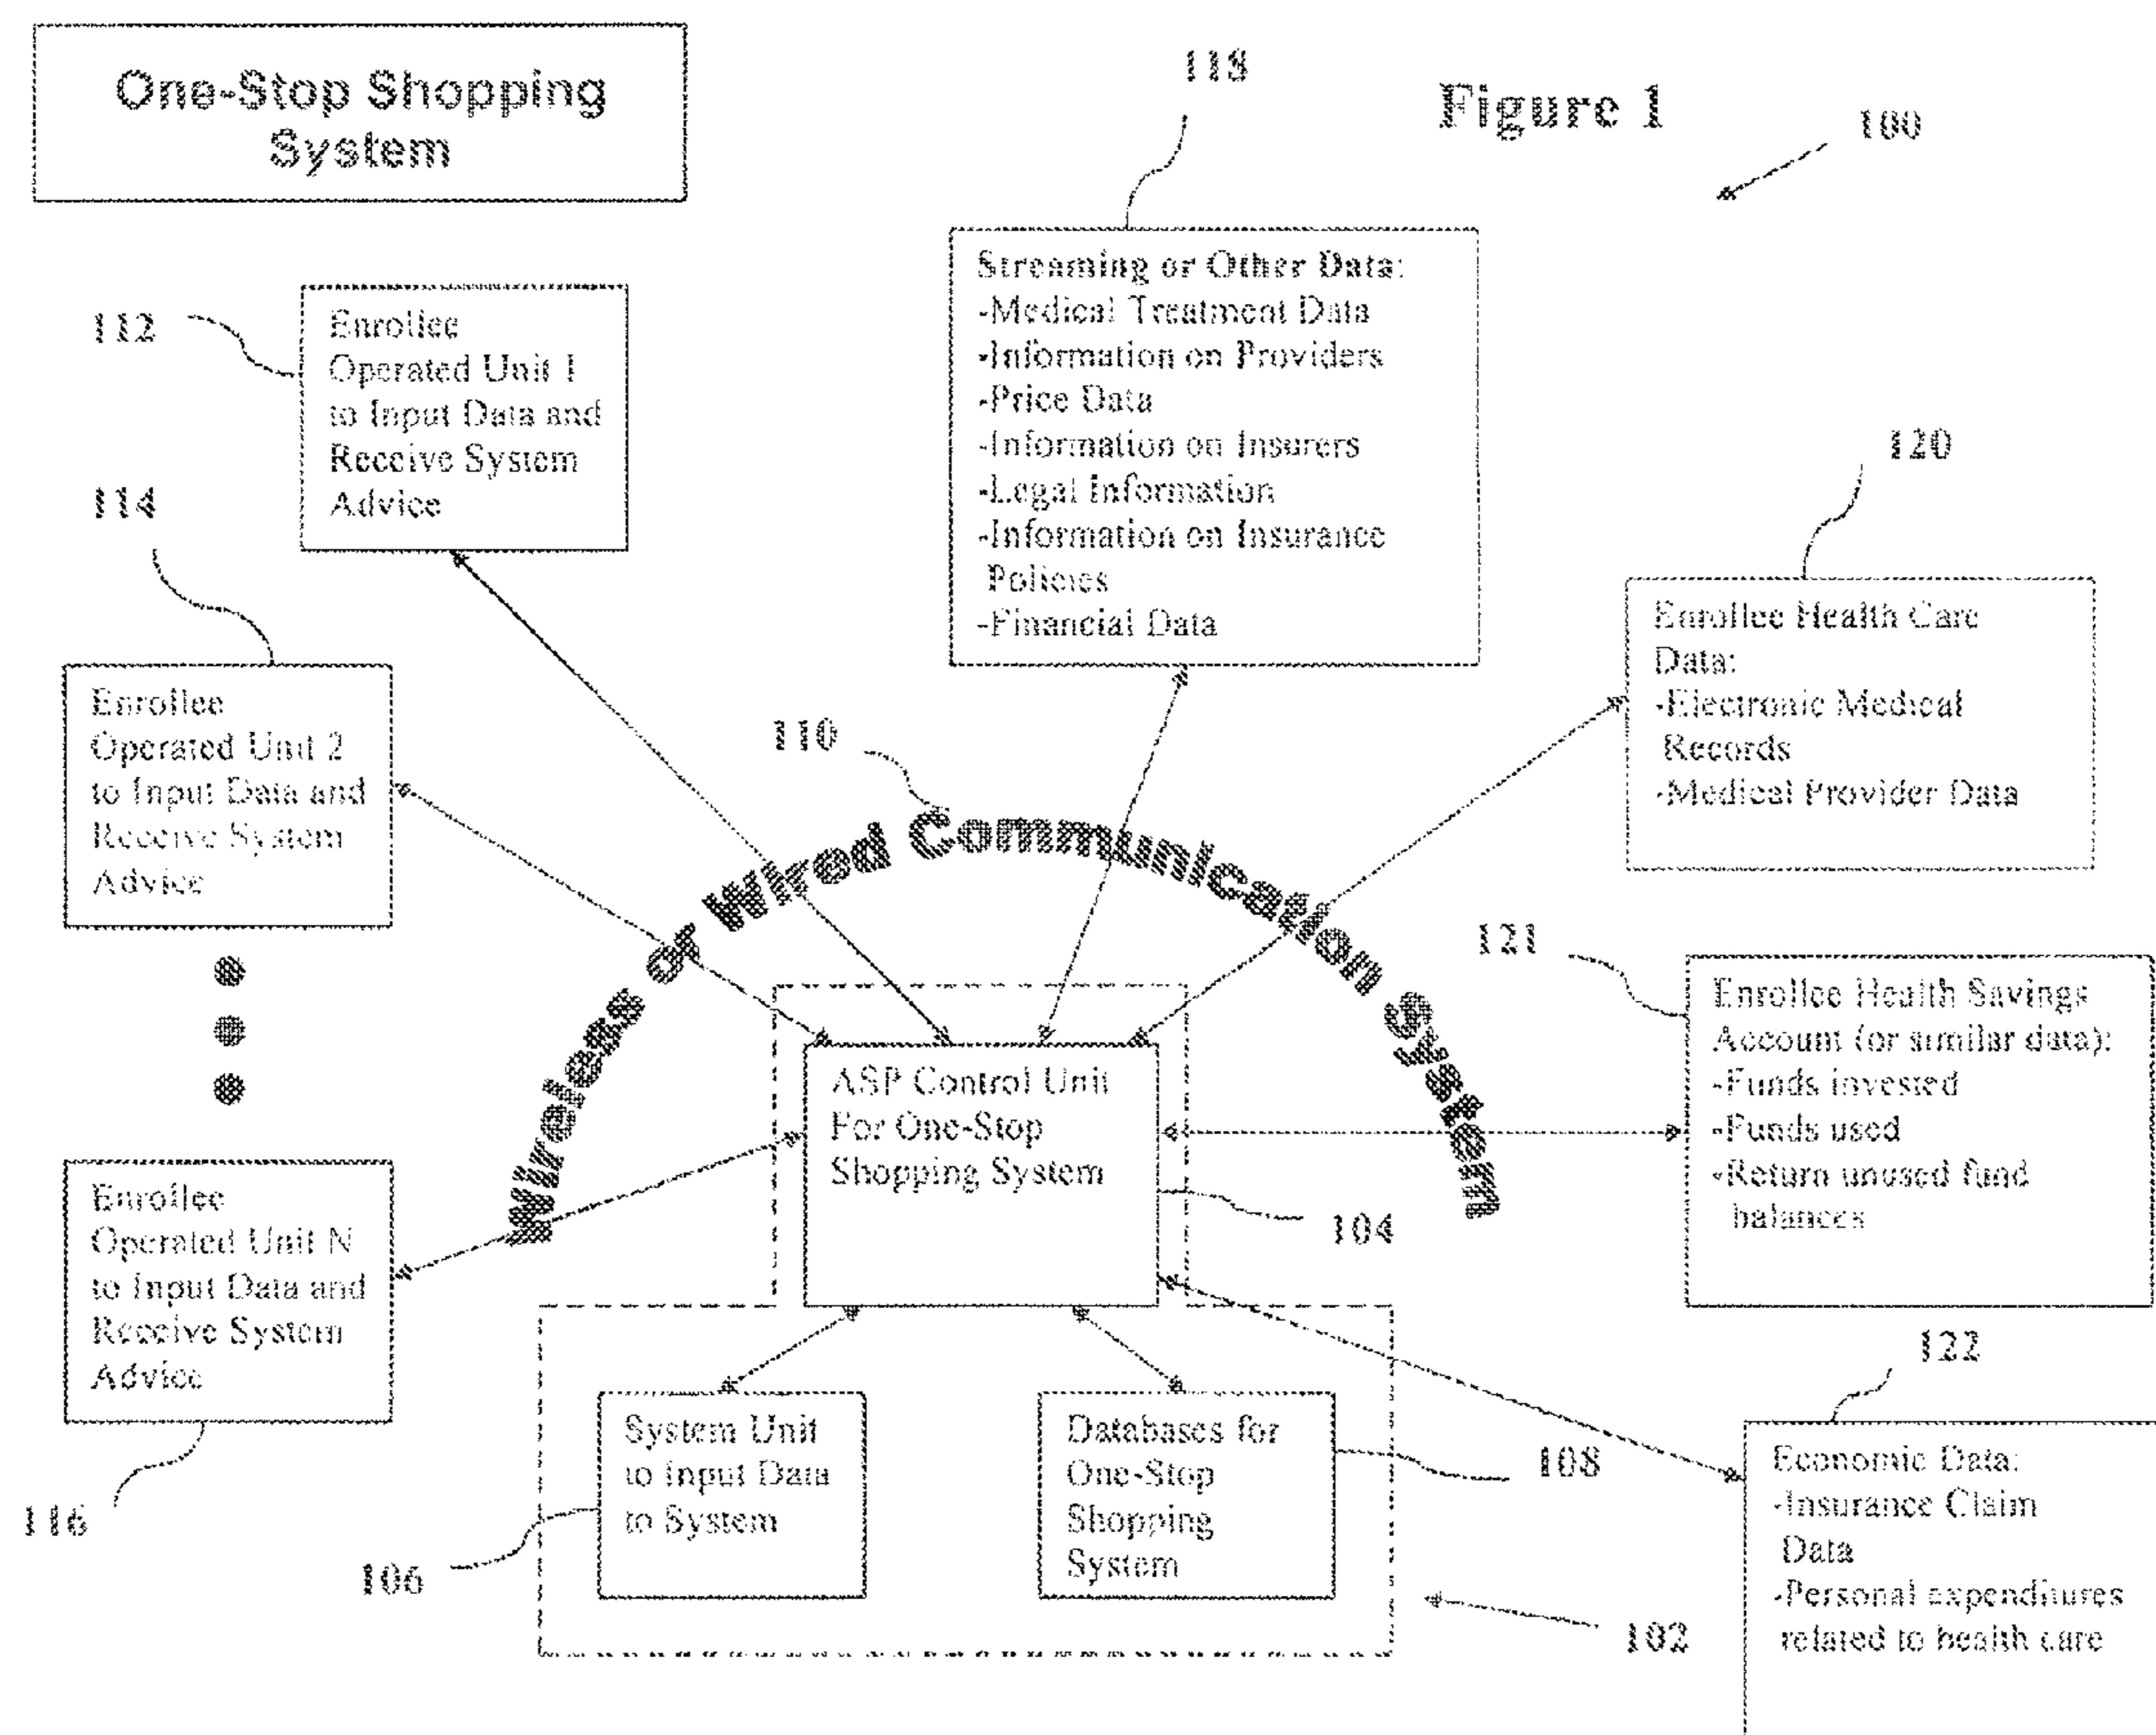 One-Stop Shopping
System
Figure 1
100
118
Streaming or Other Data:
-Medical Treatment Data
-Information on Providers
-Price Data
-Information on Insurers
-Legal Information
-Information on Insurance
Policies
-Financial Data
112
Enrollee
Operated Unit 1
to Input Data and
Receive System
Advice
114
Enrollee
Operated Unit 2
to Input Data and
Receive System
Advice
116
Enrollee
Operated Unit N
to Input Data and
Receive System
Advice
110
Wireless or Wired Communication System
120
Enrollee Health Care
Data:
-Electronic Medical
Records
-Medical Provider Data
121
Enrollee Health Savings
Account (or similar data):
-Funds invested
-Funds used
-Return unused fund
balances
ASP Control Unit
For One-Stop
Shopping System
104
System Unit
to Input Data
to System
106
Databases for
One-Stop
Shopping
System
108
102
122
Economic Data:
-Insurance Claim
Data
-Personal expenditures
related to health care